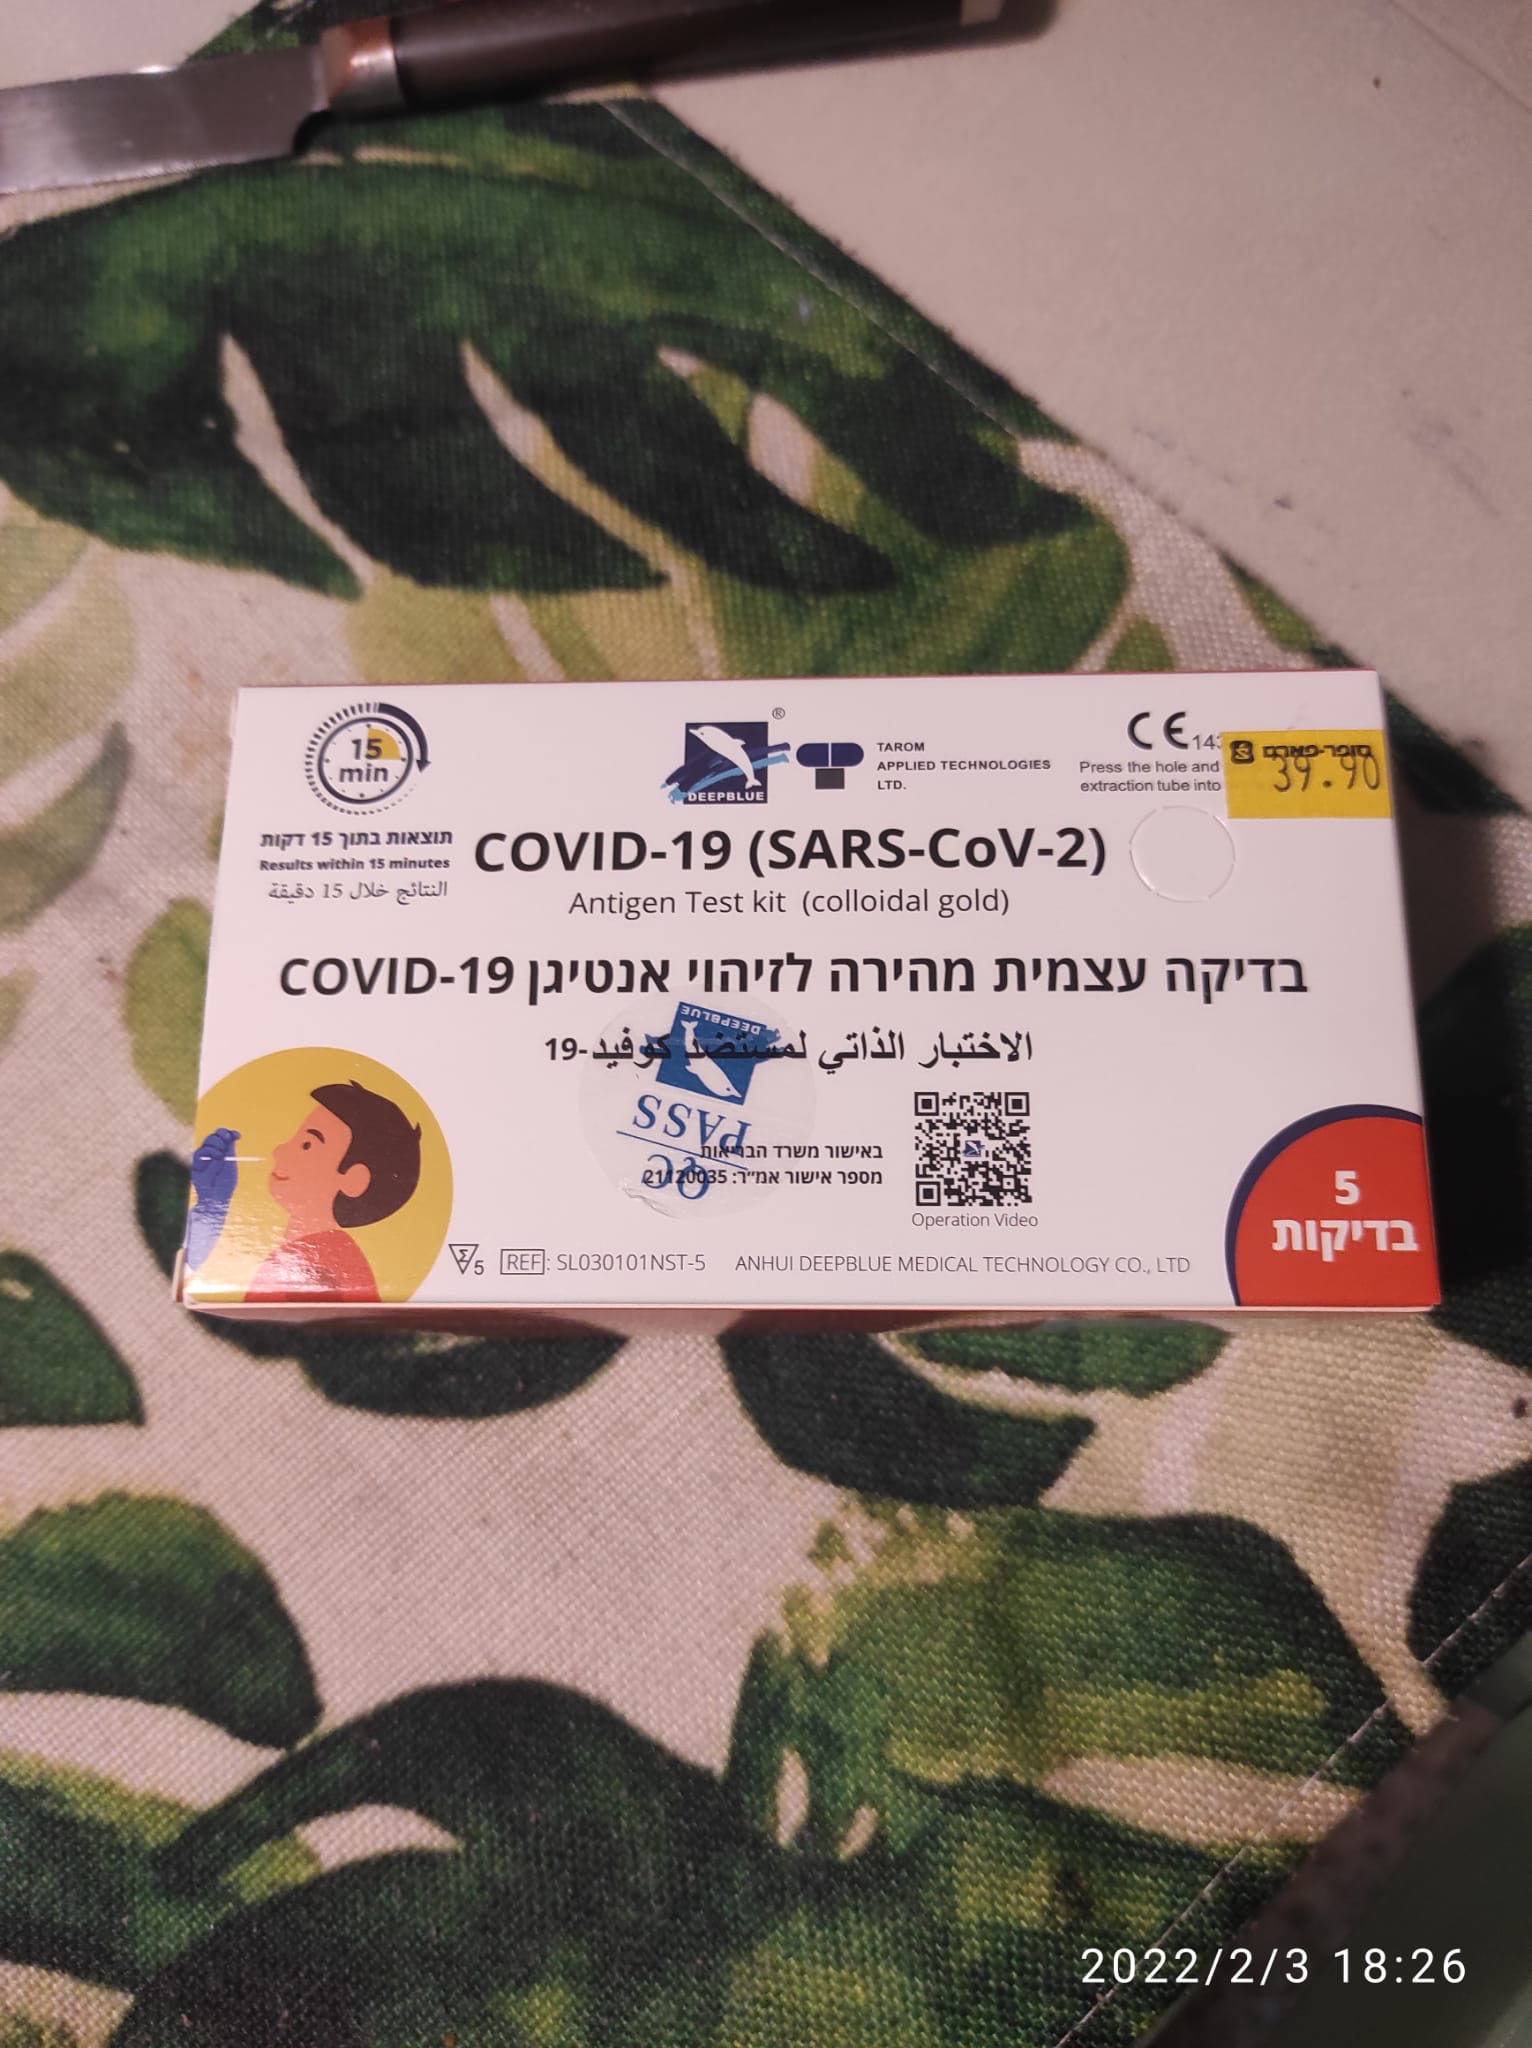 15
min
תוצאות בתוך 15 דקות
Results within 15 minutes
النتائج خلال 15 دقيقة
®
DEEPBLUE
TAROM
APPLIED TECHNOLOGIES
LTD.
CE 143
Press the hole and
extraction tube into
סופר-פארם
39.90
COVID-19 (SARS-CoV-2)
Antigen Test kit (colloidal gold)
בדיקה עצמית מהירה לזיהוי אנטיגן COVID-19
الاختبار الذاتي لمستضد كوفيد-19
DEEPBLUE
PASS
QC
באישור משרד הבריאות
מספר אישור אמ״ר: 21120035
Operation Video
5
בדיקות
Σ 5 REF: SL030101NST-5 ANHUI DEEPBLUE MEDICAL TECHNOLOGY CO., LTD
2022/2/3 18:26